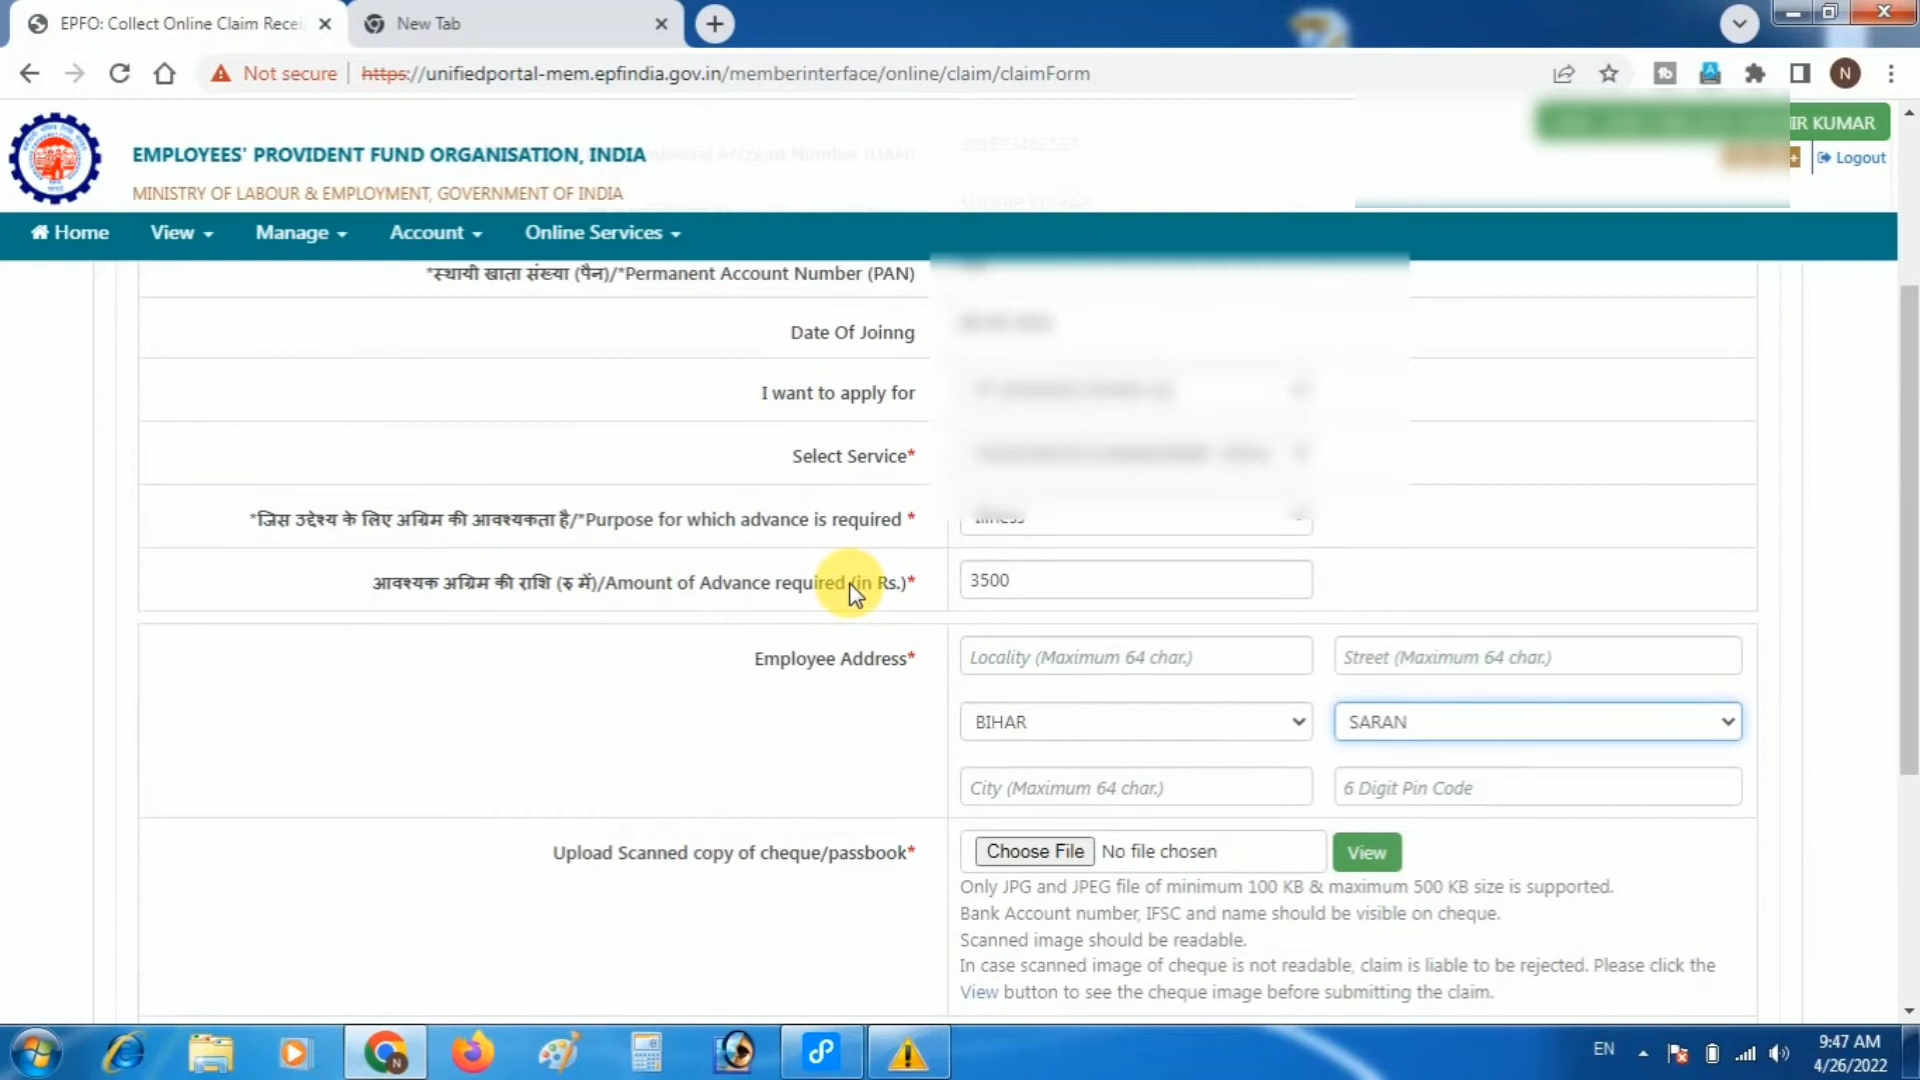 EPFO: Collect Online Claim Recei
New Tab
Not secure
https://unifiedportal-mem.epfindia.gov.in/memberinterface/online/claim/claimForm
N
EMPLOYEES' PROVIDENT FUND ORGANISATION, INDIA
MINISTRY OF LABOUR & EMPLOYMENT, GOVERNMENT OF INDIA
IR KUMAR
Logout
Home
View
Manage
Account
Online Services
*स्थायी खाता संख्या (पैन)/*Permanent Account Number (PAN)
Date Of Joinng
I want to apply for
Select Service*
*जिस उद्देश्य के लिए अग्रिम की आवश्यकता है/*Purpose for which advance is required *
Illness
आवश्यक अग्रिम की राशि (रु में)/Amount of Advance required (in Rs.)*
3500
Employee Address*
Locality (Maximum 64 char.)
Street (Maximum 64 char.)
BIHAR
SARAN
City (Maximum 64 char.)
6 Digit Pin Code
Upload Scanned copy of cheque/passbook*
Choose File No file chosen
View
Only JPG and JPEG file of minimum 100 KB & maximum 500 KB size is supported.
Bank Account number, IFSC and name should be visible on cheque.
Scanned image should be readable.
In case scanned image of cheque is not readable, claim is liable to be rejected. Please click the
View button to see the cheque image before submitting the claim.
EN
9:47 AM
4/26/2022